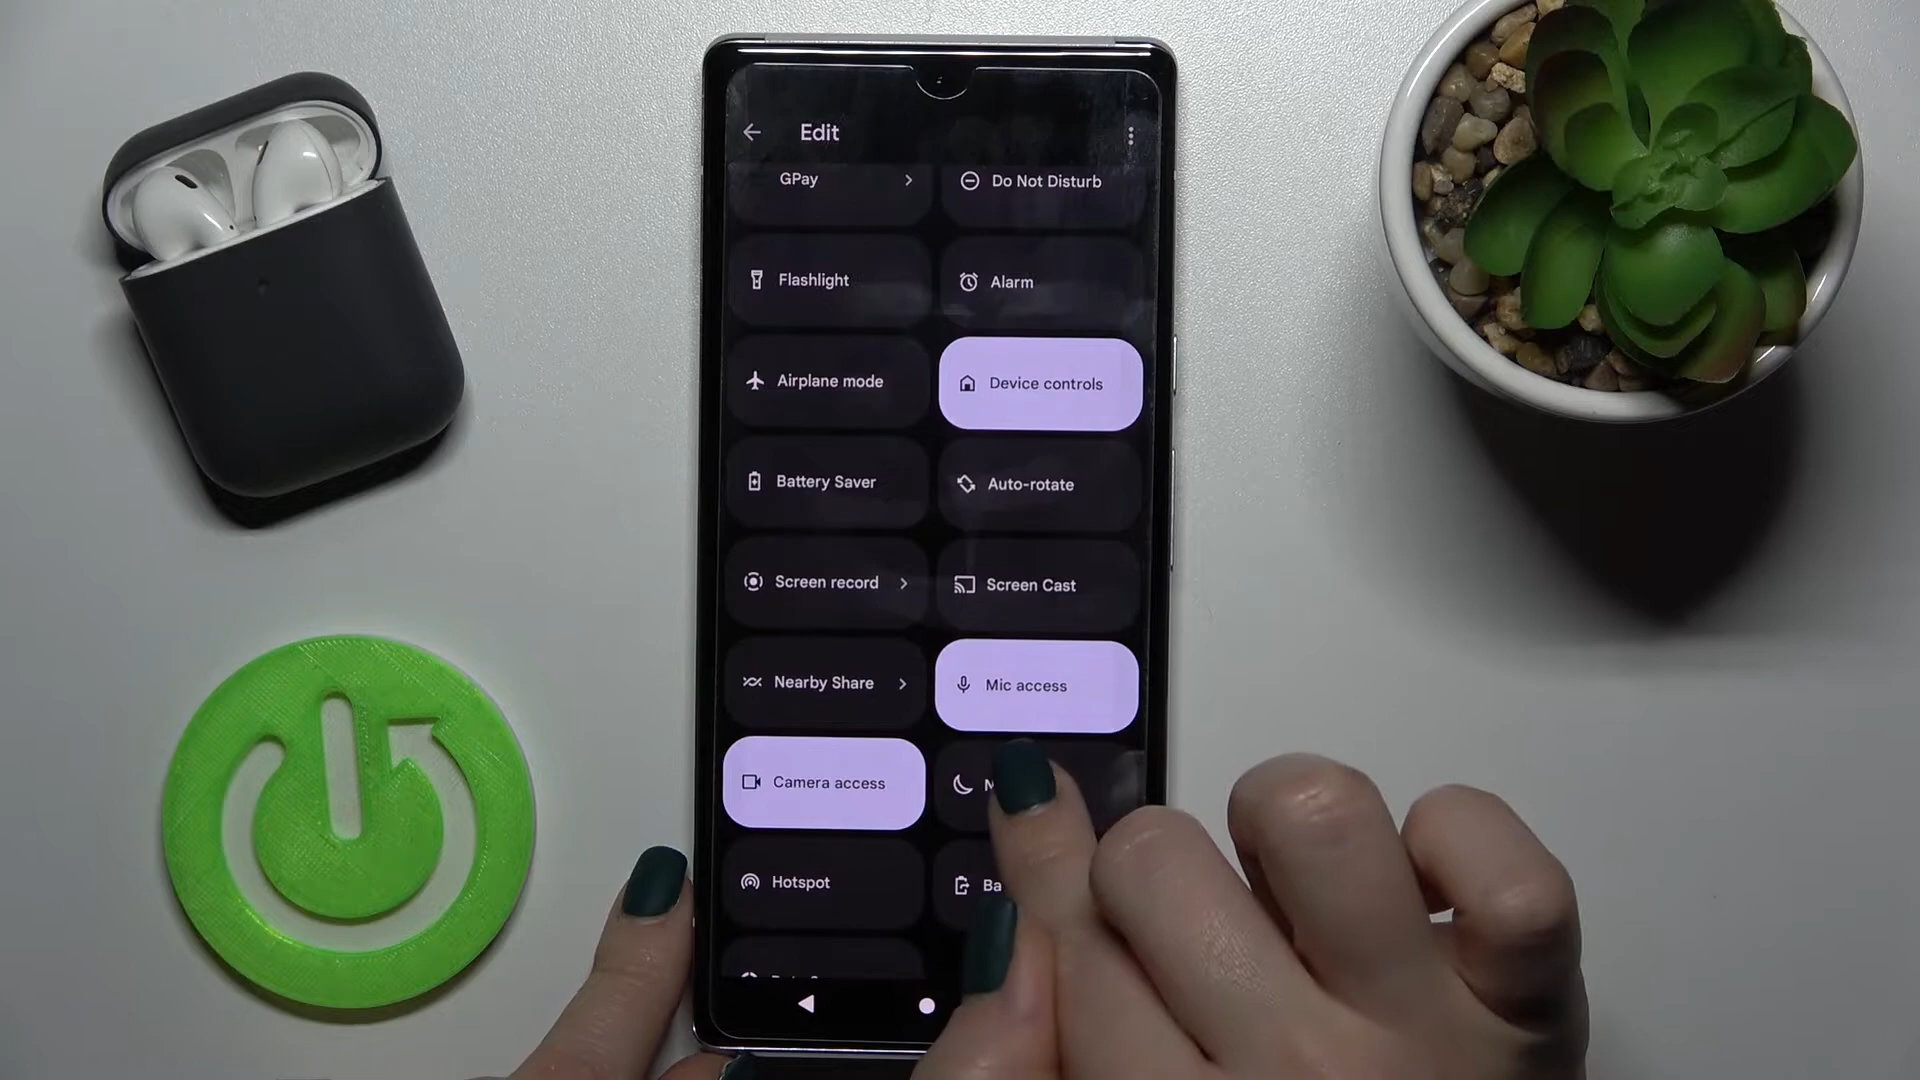 Edit
GPay
Do Not Disturb
Flashlight
Alarm
Airplane mode
Device controls
Battery Saver
Auto-rotate
Screen record
Screen Cast
Nearby Share
Mic access
Camera access
Hotspot